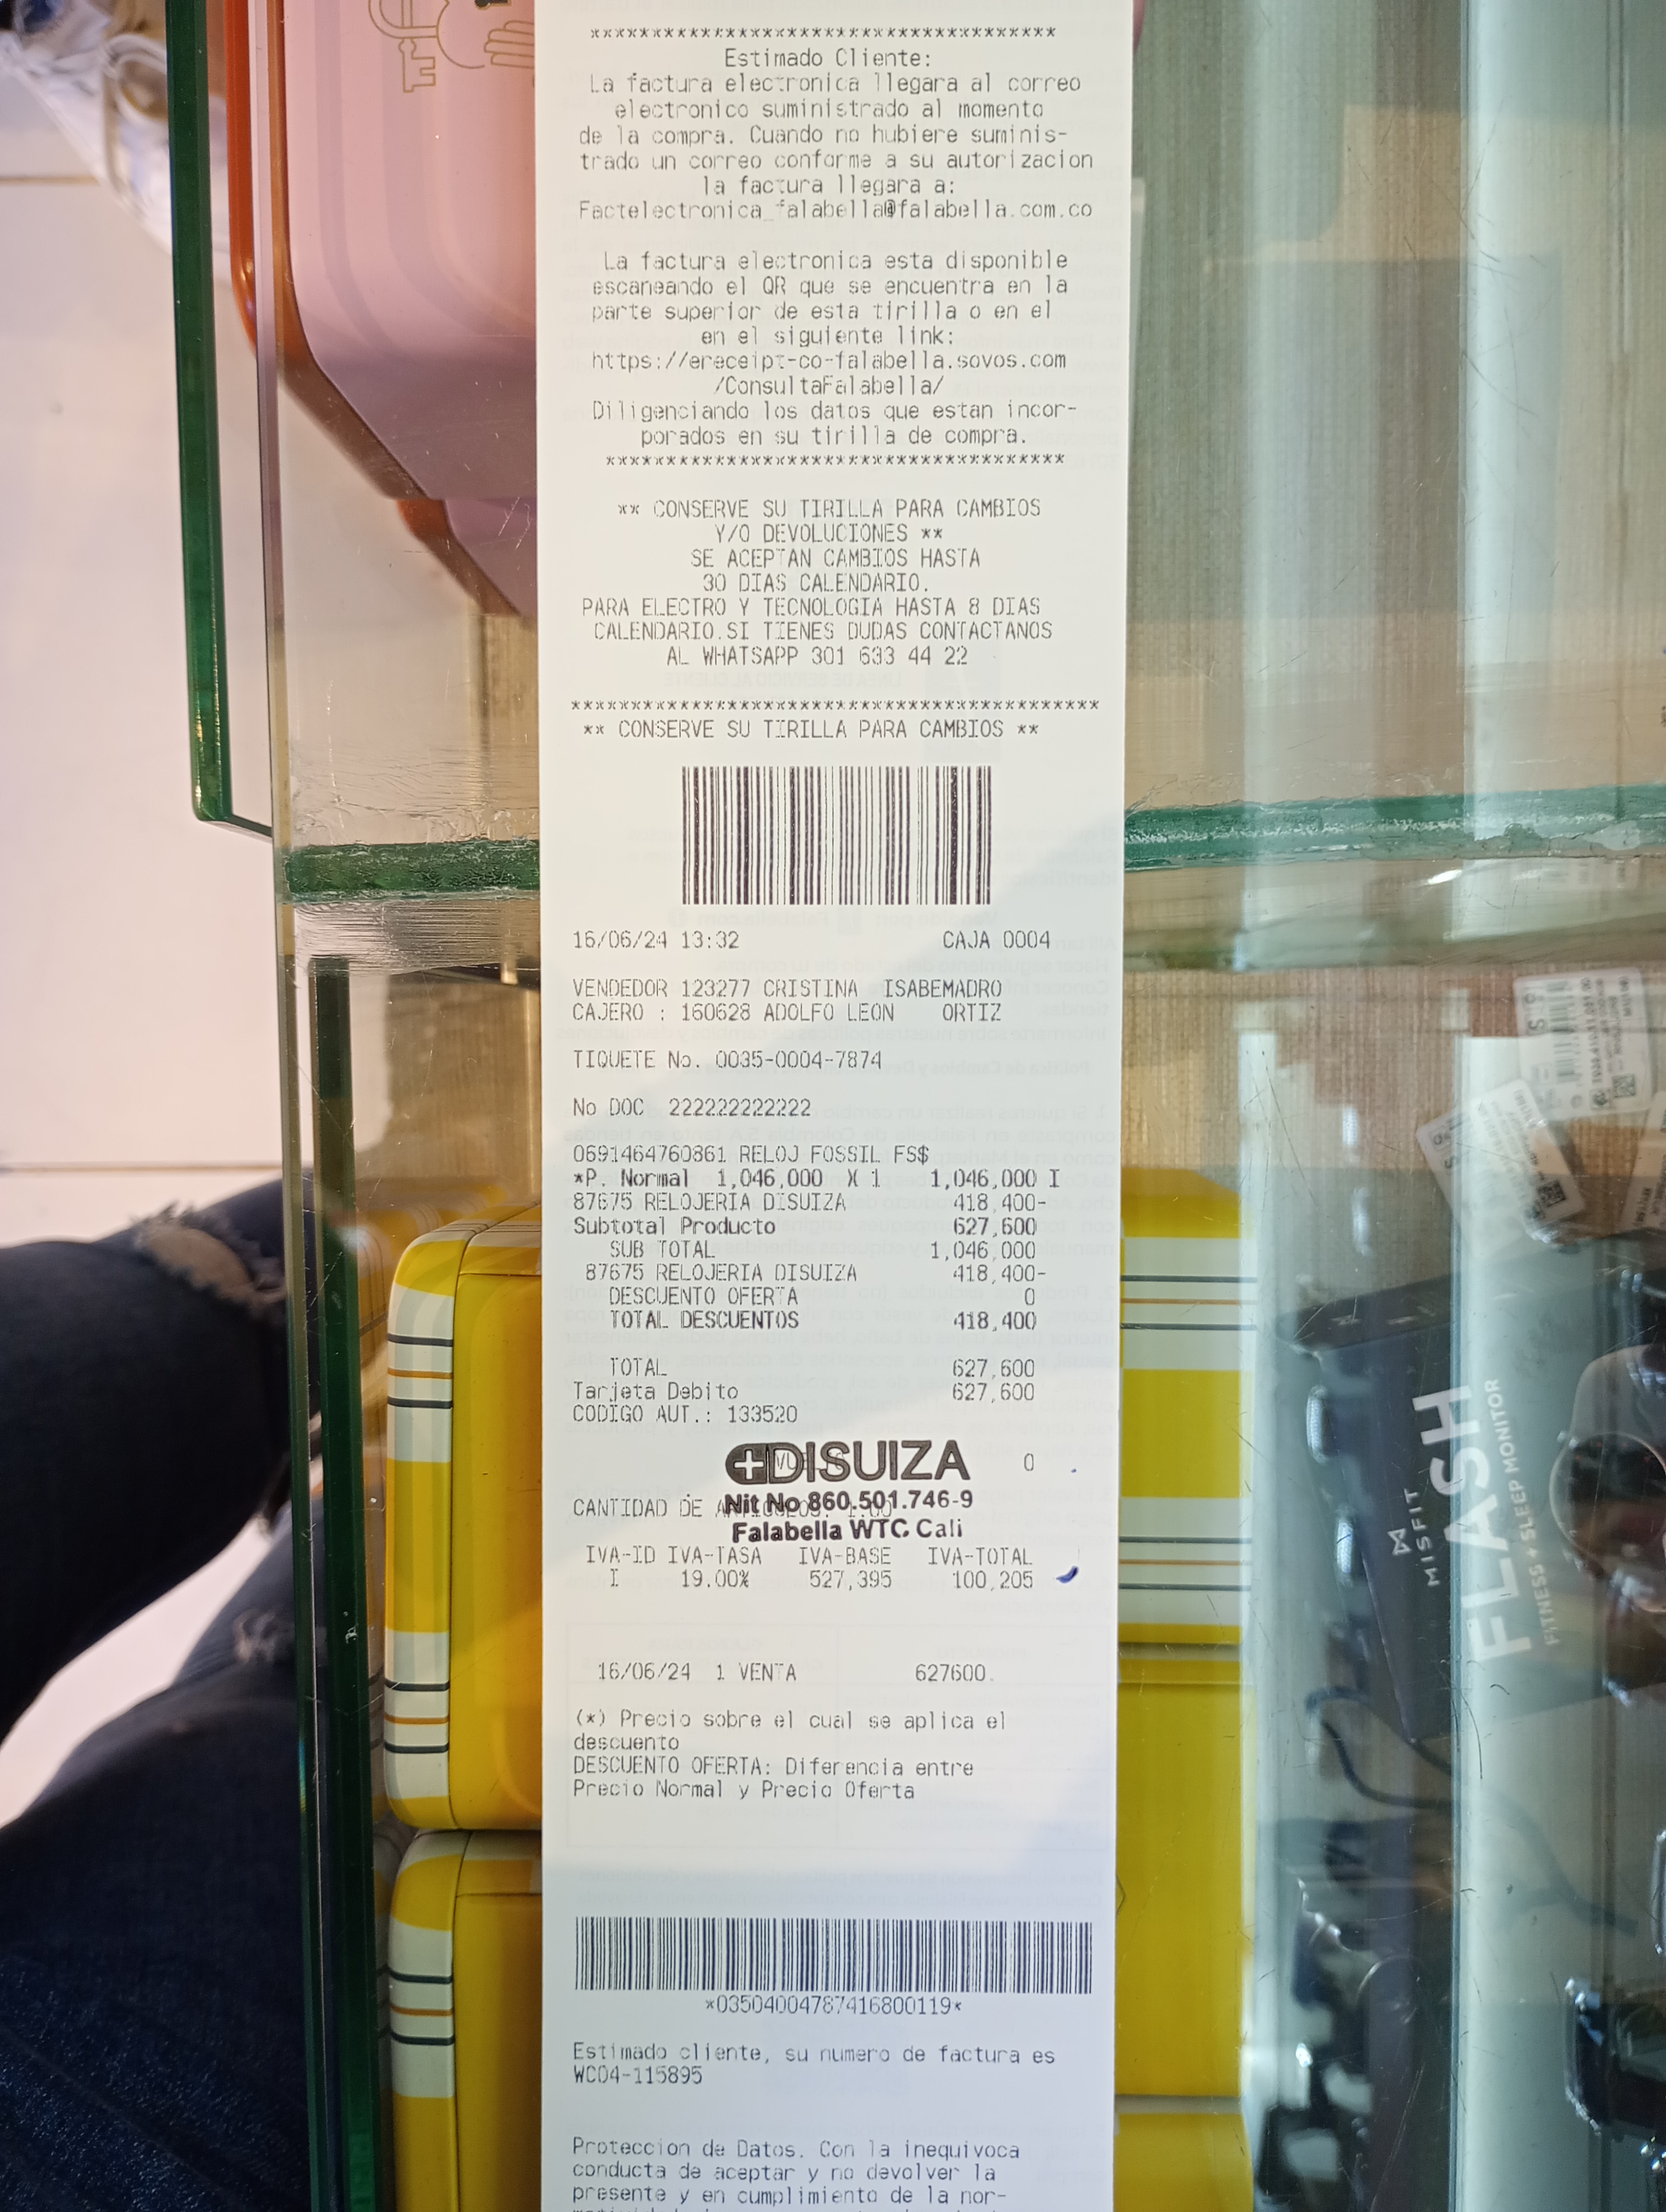 ************************************
Estimado Cliente:
La factura electronica llegara al correo
electronico suministrado al momento
de la compra. Cuando no hubiere suminis-
trado un correo conforme a su autorizacion
la factura llegara a:
Factelectronica_falabella@falabella.com.co
La factura electronica esta disponible
escaneando el QR que se encuentra en la
parte superior de esta tirilla o en el
en el siguiente link:
https://ereceipt-co-falabella.sovos.com
/ConsultaFalabella/
Diligenciando los datos que estan incor-
porados en su tirilla de compra.
************************************
** CONSERVE SU TIRILLA PARA CAMBIOS
Y/O DEVOLUCIONES **
SE ACEPTAN CAMBIOS HASTA
30 DIAS CALENDARIO.
PARA ELECTRO Y TECNOLOGIA HASTA 8 DIAS
CALENDARIO.SI TIENES DUDAS CONTACTANOS
AL WHATSAPP 301 633 44 22
********************************************
** CONSERVE SU TIRILLA PARA CAMBIOS **
16/06/24 13:32 CAJA 0004
VENDEDOR 123277 CRISTINA ISABEMADRO
CAJERO : 160628 ADOLFO LEON ORTIZ
TIQUETE No. 0035-0004-7874
No DOC 222222222222
0691464760861 RELOJ FOSSIL FS$
*P. Normal 1,046,000 X 1 1,046,000 I
87675 RELOJERIA DISUIZA 418,400-
Subtotal Producto 627,600
SUB TOTAL 1,046,000
87675 RELOJERIA DISUIZA 418,400-
DESCUENTO OFERTA 0
TOTAL DESCUENTOS 418,400
TOTAL 627,600
Tarjeta Debito 627,600
CODIGO AUT.: 133520
DISUIZA 0
Nit No 860.501.746-9
CANTIDAD DE
Falabella WTC Cali
IVA-ID IVA-TASA IVA-BASE IVA-TOTAL
I 19.00% 527,395 100,205
16/06/24 1 VENTA 627600.
(*) Precio sobre el cual se aplica el
descuento
DESCUENTO OFERTA: Diferencia entre
Precio Normal y Precio Oferta
*03504004787416800119*
Estimado cliente, su numero de factura es
WC04-115895
Proteccion de Datos. Con la inequivoca
conducta de aceptar y no devolver la
presente y en cumplimiento de la nor-
MISFIT
FLASH
FITNESS + SLEEP MONITOR